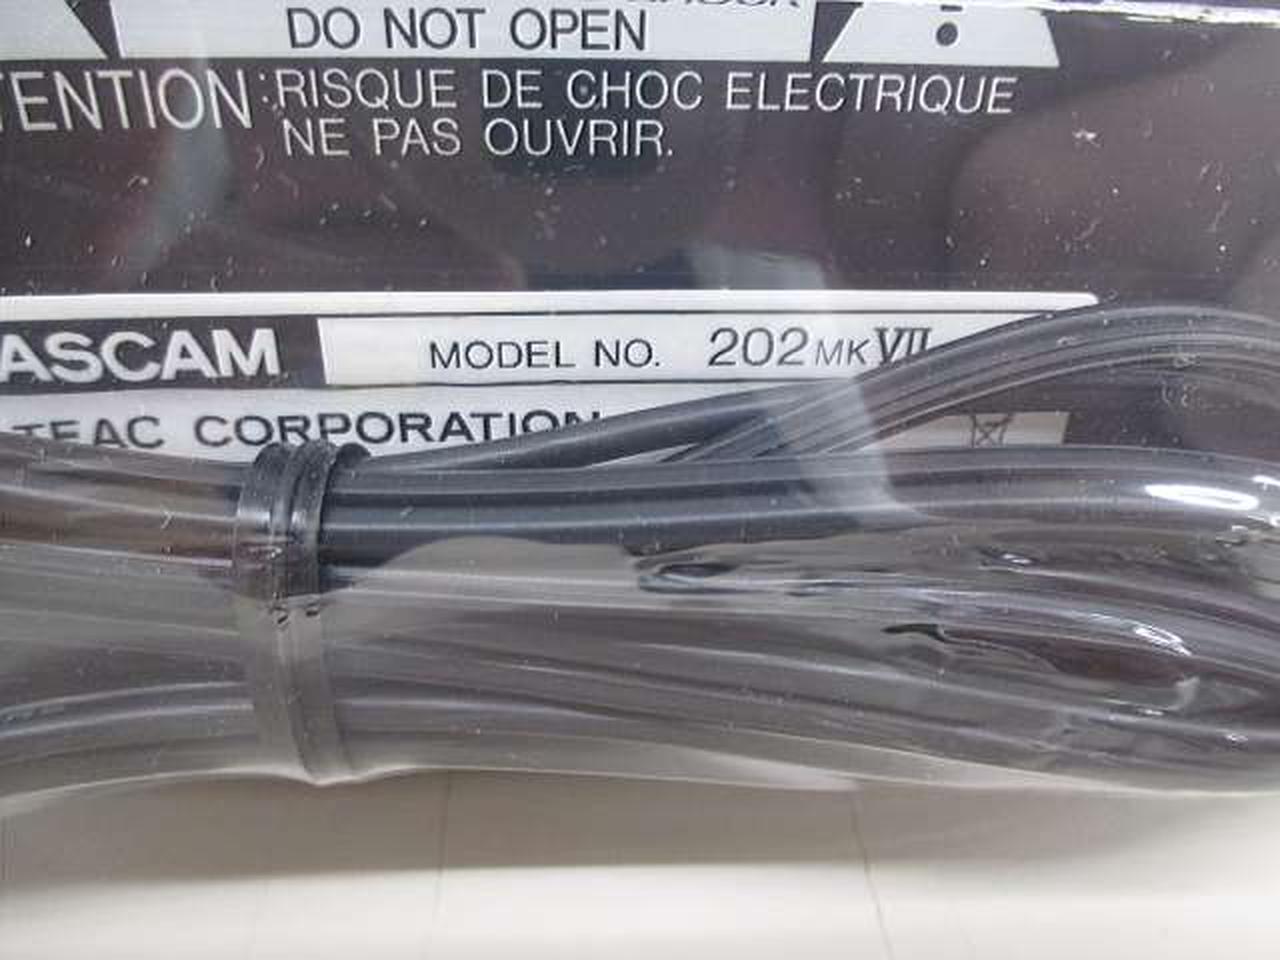 DO NOT OPEN
TENTION : RISQUE DE CHOC ELECTRIQUE
NE PAS OUVRIR.
ASCAM MODEL NO. 202MKVII
TEAC CORPORATION